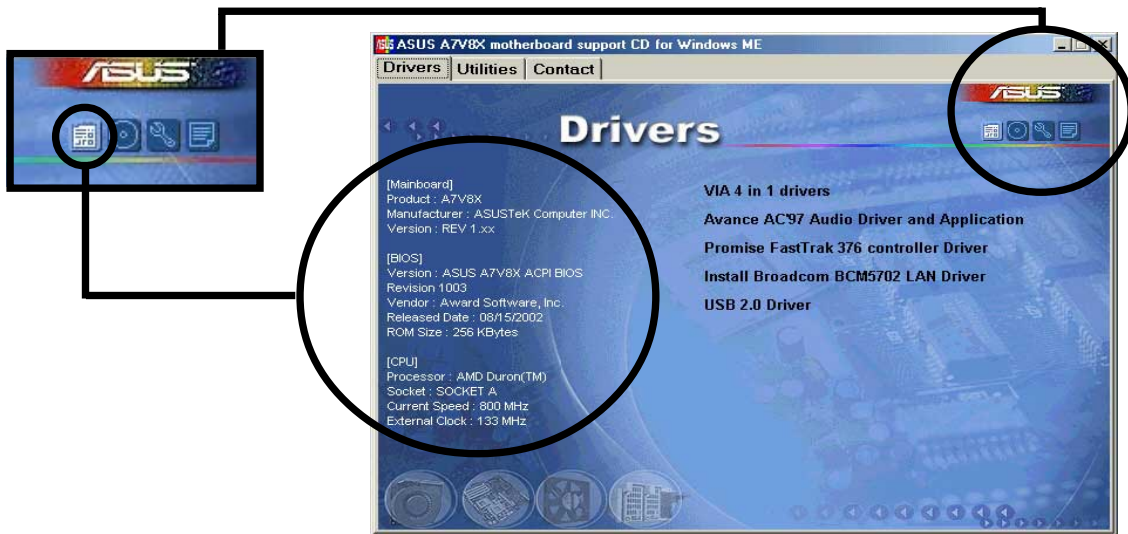 ASUS
ASUS A7V8X motherboard support CD for Windows ME
Drivers Utilities Contact
ASUS
Drivers
[Mainboard]
Product : A7V8X
Manufacturer : ASUSTeK Computer INC.
Version : REV 1.xx
[BIOS]
Version : ASUS A7V8X ACPI BIOS
Revision 1003
Vendor : Award Software, Inc.
Released Date : 08/15/2002
ROM Size : 256 KBytes
[CPU]
Processor : AMD Duron(TM)
Socket : SOCKET A
Current Speed : 800 MHz
External Clock : 133 MHz
VIA 4 in 1 drivers
Avance AC'97 Audio Driver and Application
Promise FastTrak 376 controller Driver
Install Broadcom BCM5702 LAN Driver
USB 2.0 Driver